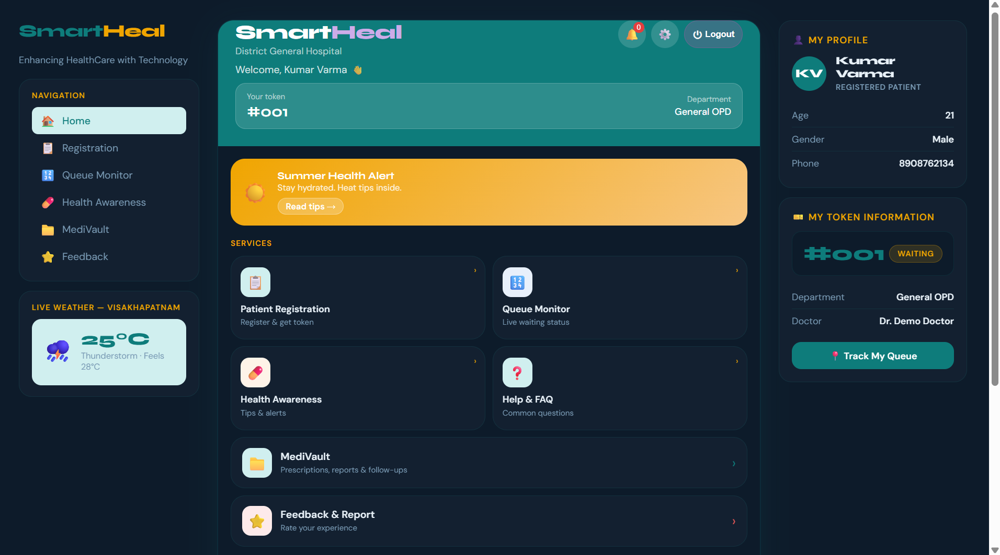 SmartHeal
Enhancing HealthCare with Technology
NAVIGATION
Home
Registration
Queue Monitor
Health Awareness
MediVault
Feedback
LIVE WEATHER — VISAKHAPATNAM
25°C
Thunderstorm · Feels
28°C
SmartHeal
0
Logout
District General Hospital
Welcome, Kumar Varma
Your token
#001
Department
General OPD
Summer Health Alert
Stay hydrated. Heat tips inside.
Read tips →
SERVICES
Patient Registration
Register & get token
Queue Monitor
Live waiting status
Health Awareness
Tips & alerts
Help & FAQ
Common questions
MediVault
Prescriptions, reports & follow-ups
Feedback & Report
Rate your experience
MY PROFILE
KV
Kumar
Varma
REGISTERED PATIENT
Age 21
Gender Male
Phone 8908762134
MY TOKEN INFORMATION
#001 WAITING
Department General OPD
Doctor Dr. Demo Doctor
Track My Queue